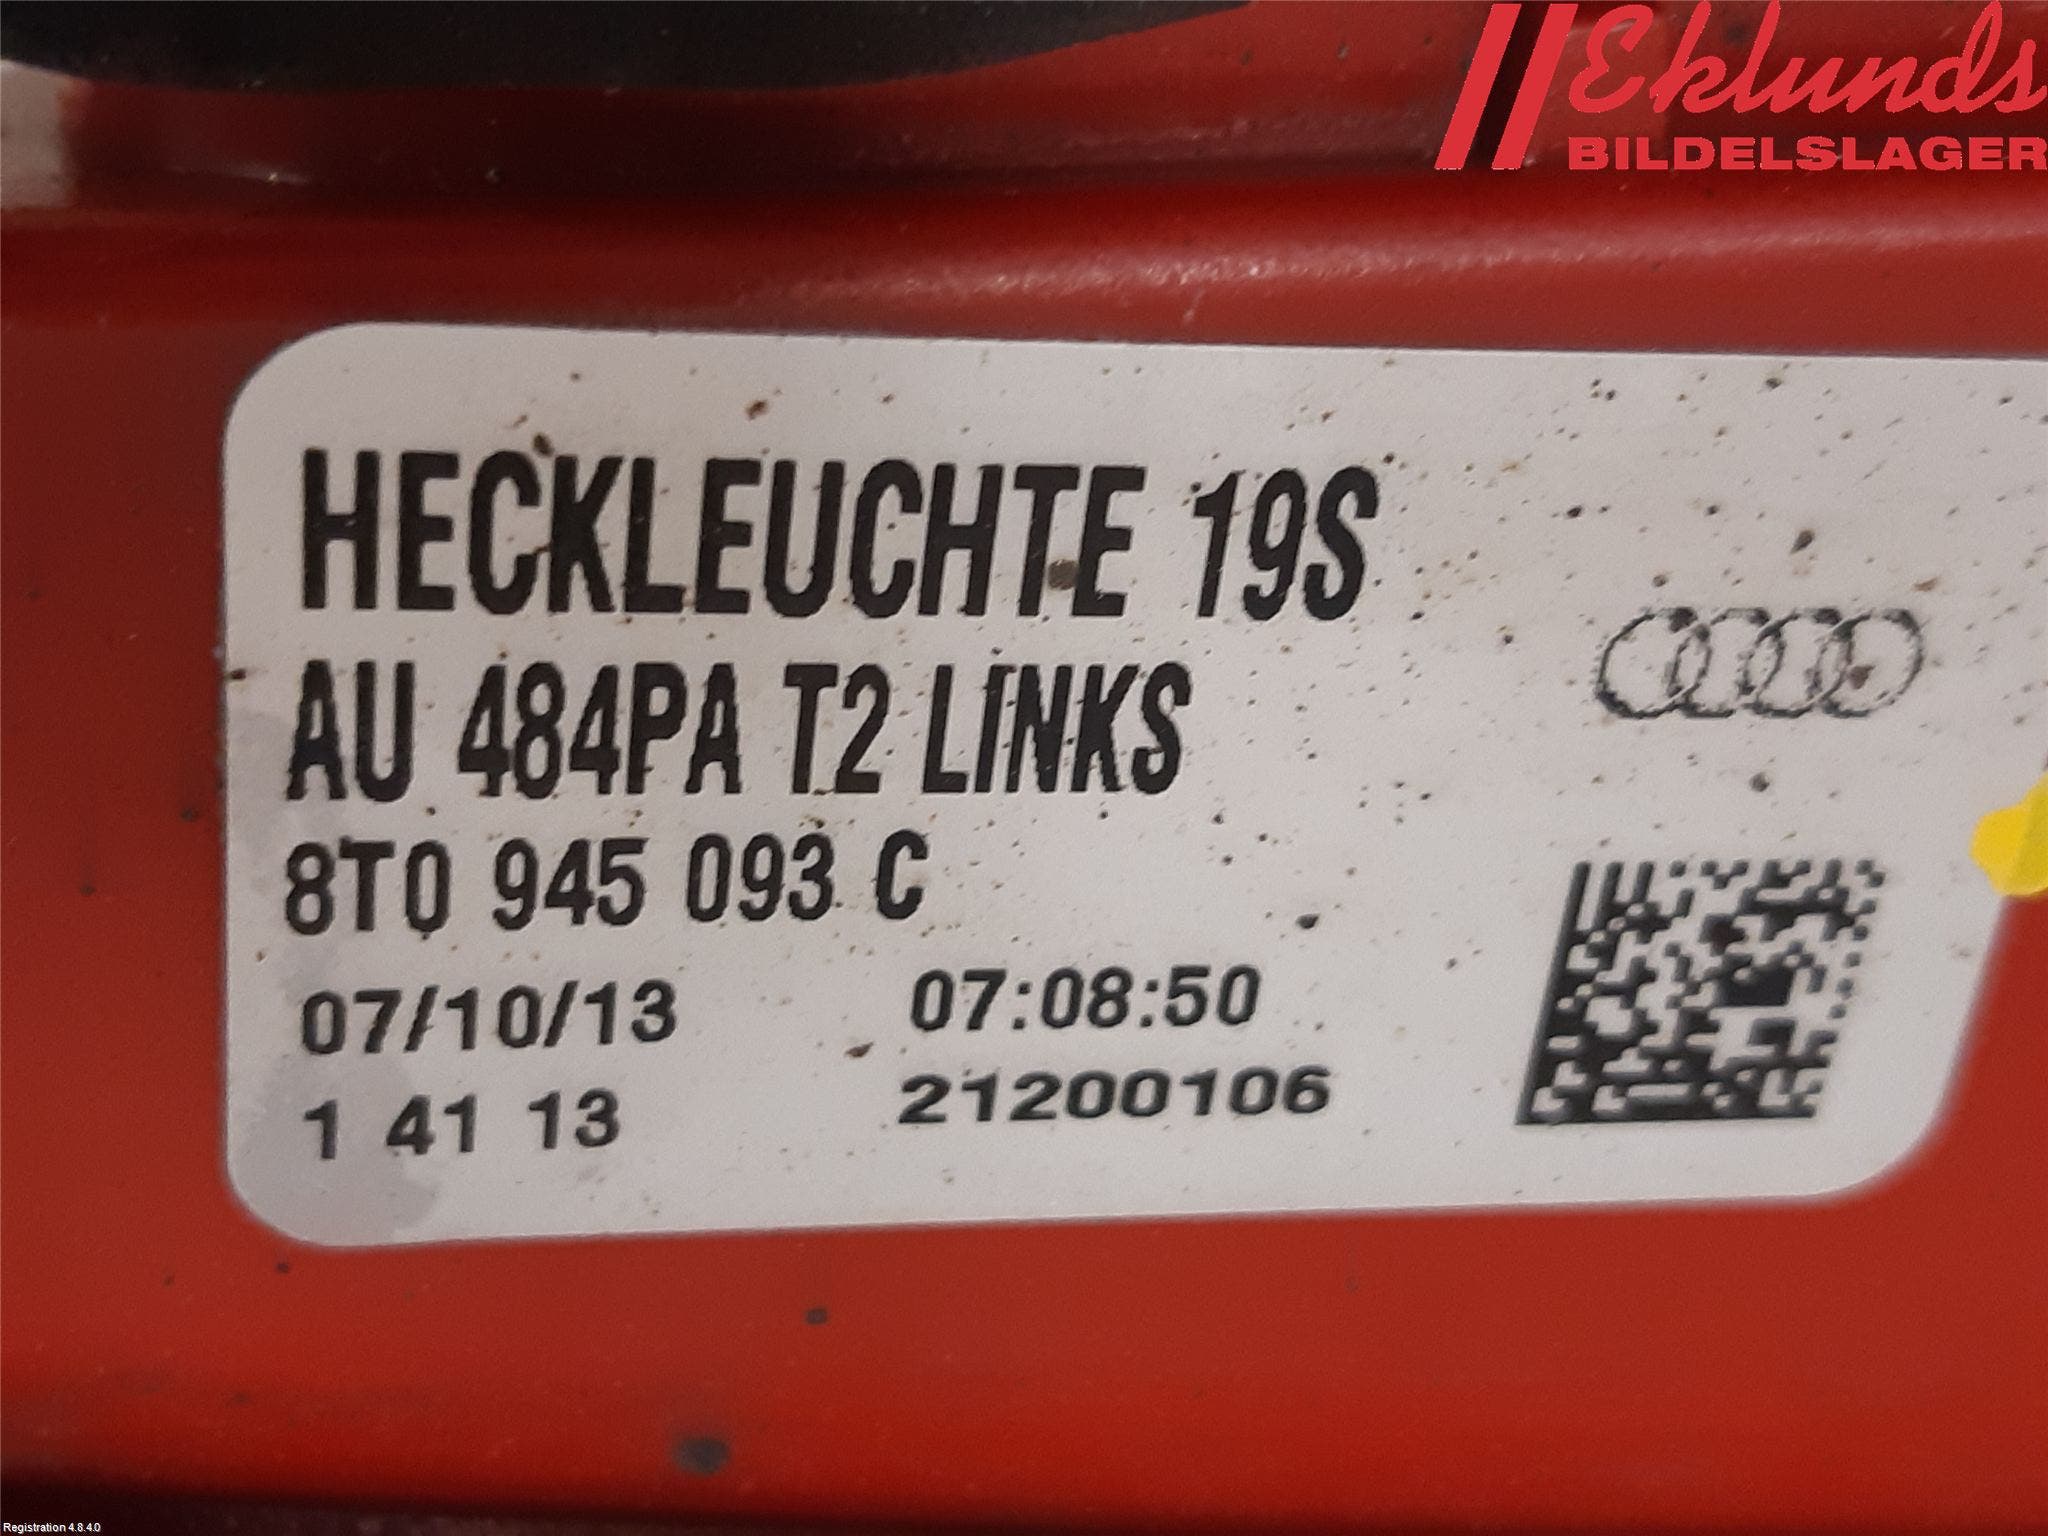 Eklunds
BILDELSLAGER
HECKLEUCHTE 19S
AU 484PA T2 LINKS
8T0 945 093 C
07/10/13 07:08:50
1 41 13 21200106
Registration 4.8.4.0